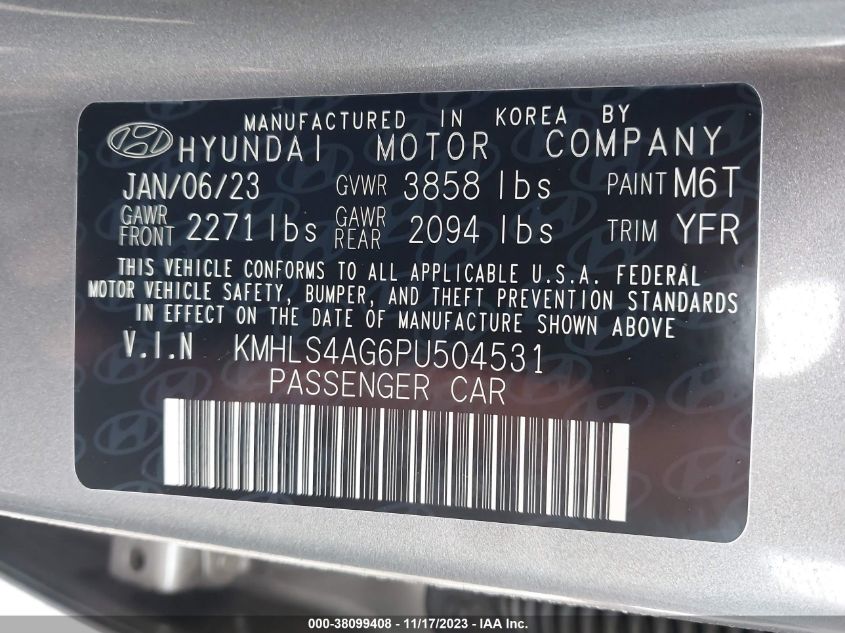 MANUFACTURED IN KOREA BY
HYUNDAI MOTOR COMPANY
JAN/06/23 GVWR 3858 lbs PAINT M6T
GAWR FRONT 2271 lbs GAWR REAR 2094 lbs TRIM YFR
THIS VEHICLE CONFORMS TO ALL APPLICABLE U.S.A. FEDERAL
MOTOR VEHICLE SAFETY, BUMPER, AND THEFT PREVENTION STANDARDS
IN EFFECT ON THE DATE OF MANUFACTURE SHOWN ABOVE
V.I.N KMHLS4AG6PU504531
PASSENGER CAR
000-38099408 - 11/17/2023 - IAA Inc.